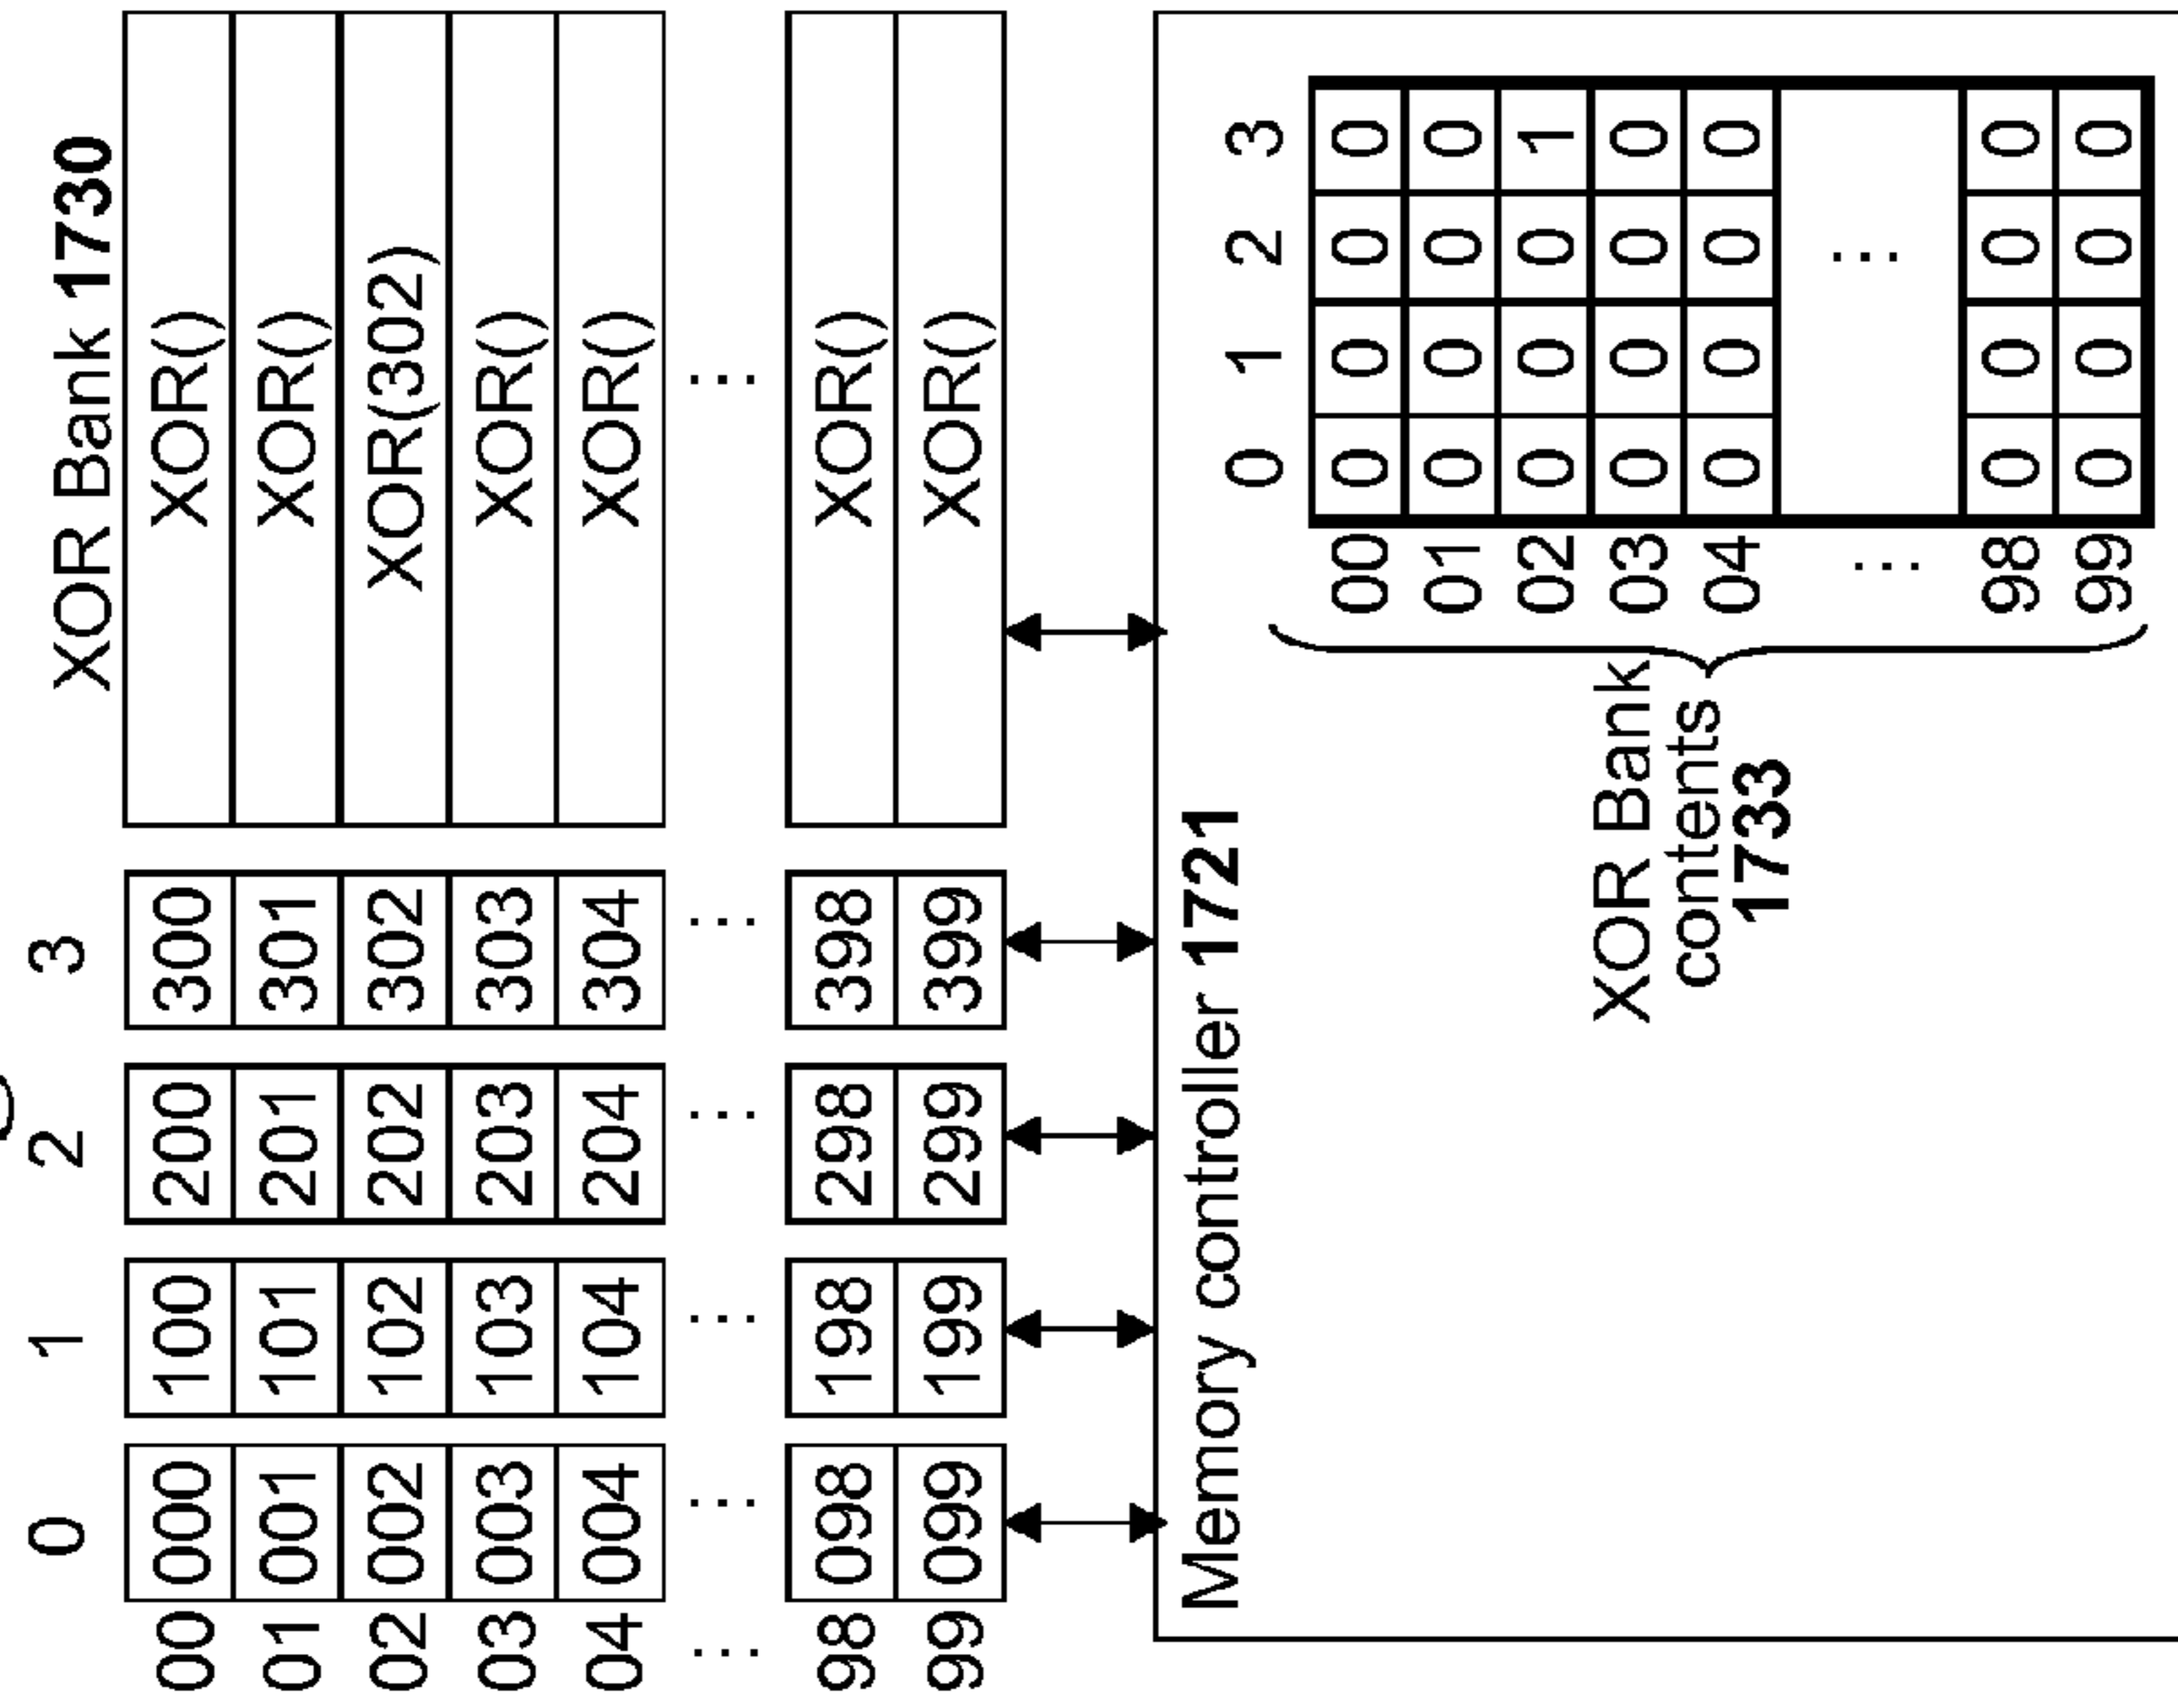 0 1 2 3 XOR Bank 1730
00 000 100 200 300 XOR()
01 001 101 201 301 XOR()
02 002 102 202 302 XOR(302)
03 003 103 203 303 XOR()
04 004 104 204 304 XOR()
... ... ... ... ... ...
98 098 198 298 398 XOR()
99 099 199 299 399 XOR()
Memory controller 1721
0 1 2 3
00 0 0 0 0
01 0 0 0 0
02 0 0 0 1
03 0 0 0 0
04 0 0 0 0
... ...
98 0 0 0 0
99 0 0 0 0
XOR Bank
contents
1733